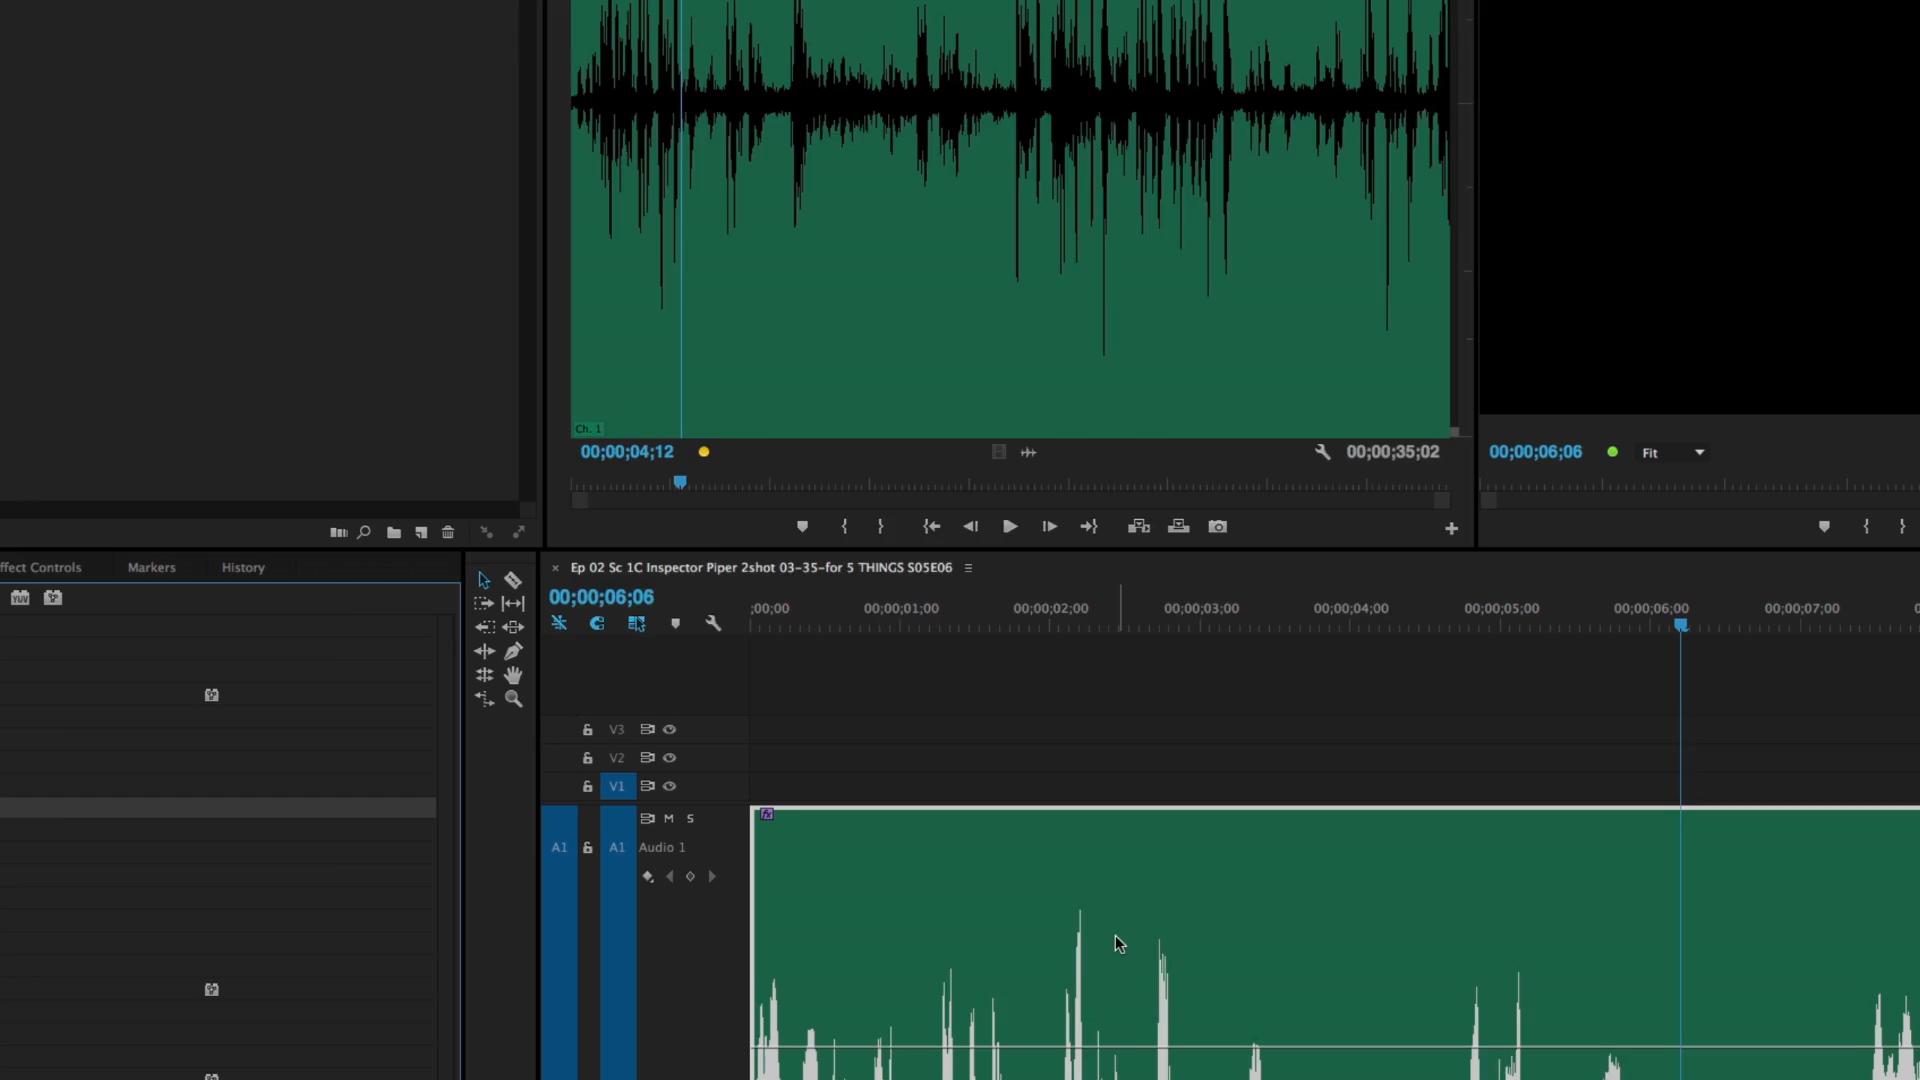 Ch. 1
00;00;04;12
00;00;35;02
00;00;06;06
Fit
ffect Controls
Markers
History
YUV
× Ep 02 Sc 1C Inspector Piper 2shot 03-35-for 5 THINGS S05E06
00;00;06;06
;00;00
00;00;01;00
00;00;02;00
00;00;03;00
00;00;04;00
00;00;05;00
00;00;06;00
00;00;07;00
V3
V2
V1
fx
M S
A1
A1
Audio 1